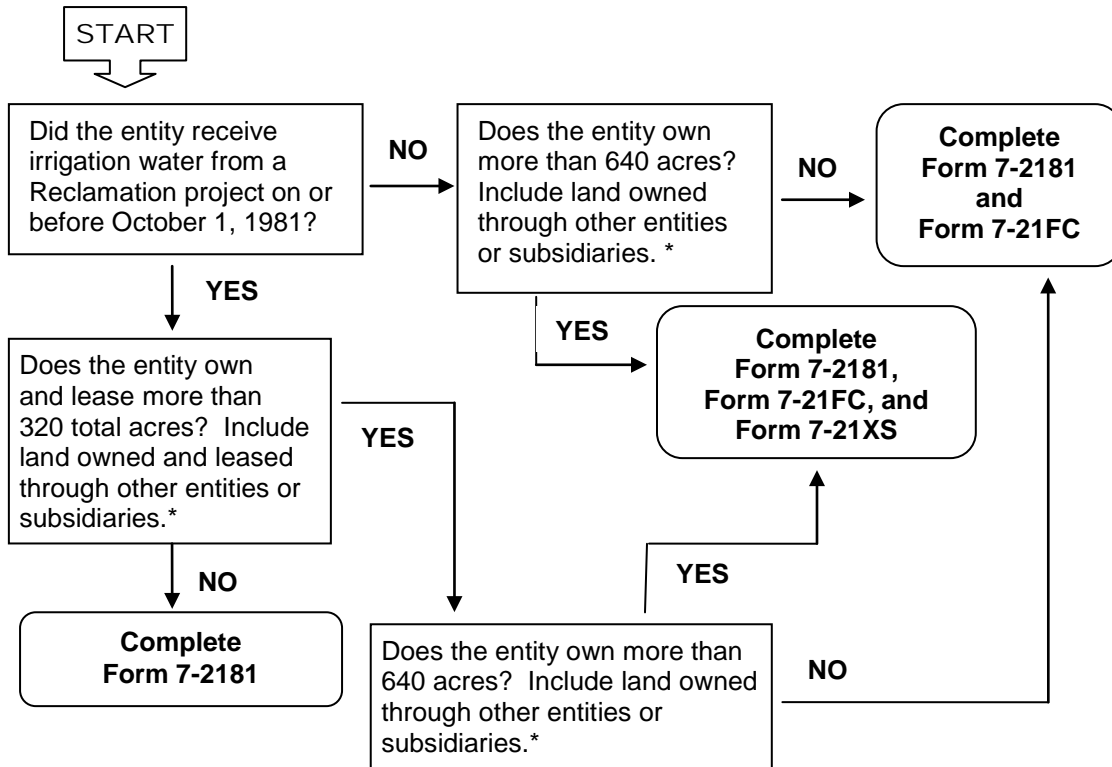 START
Did the entity receive
irrigation water from a
Reclamation project on or
before October 1, 1981?
NO
Does the entity own
more than 640 acres?
Include land owned
through other entities
or subsidiaries. *
NO
Complete
Form 7-2181
and
Form 7-21FC
YES
YES
Complete
Form 7-2181,
Form 7-21FC, and
Form 7-21XS
Does the entity own
and lease more than
320 total acres?  Include
land owned and leased
through other entities or
subsidiaries.*
YES
NO
Complete
Form 7-2181
YES
Does the entity own more than
640 acres?  Include land owned
through other entities or
subsidiaries.*
NO